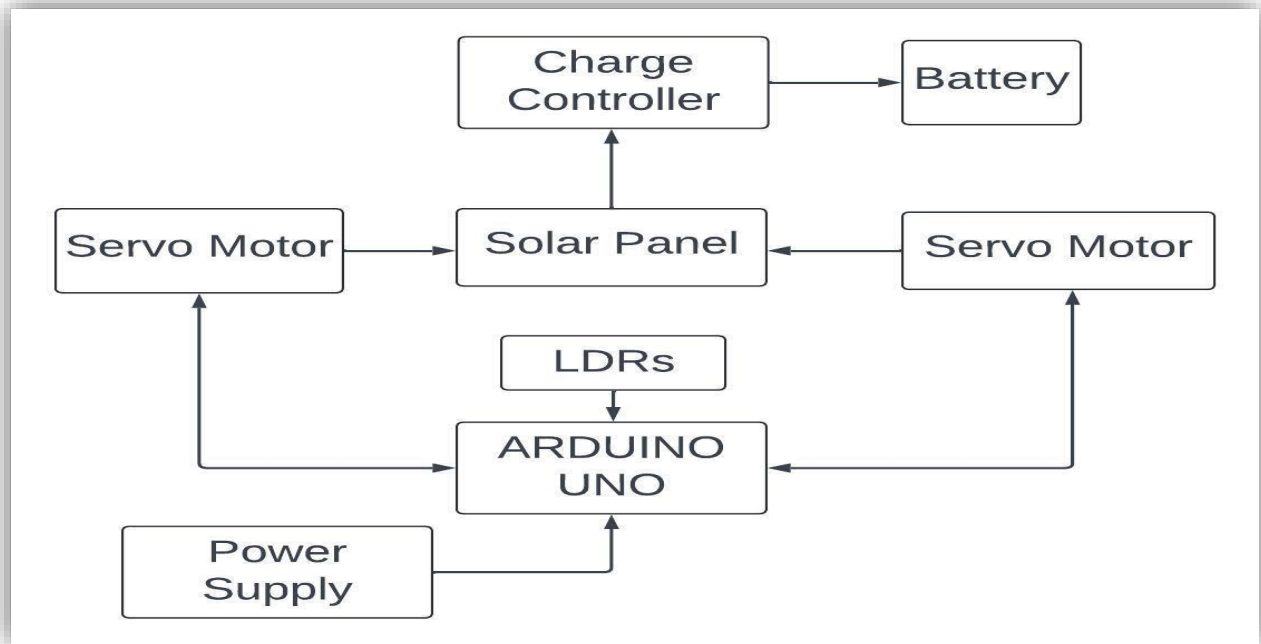 Charge
Controller
Battery
Servo Motor
Solar Panel
Servo Motor
LDRs
ARDUINO
UNO
Power
Supply